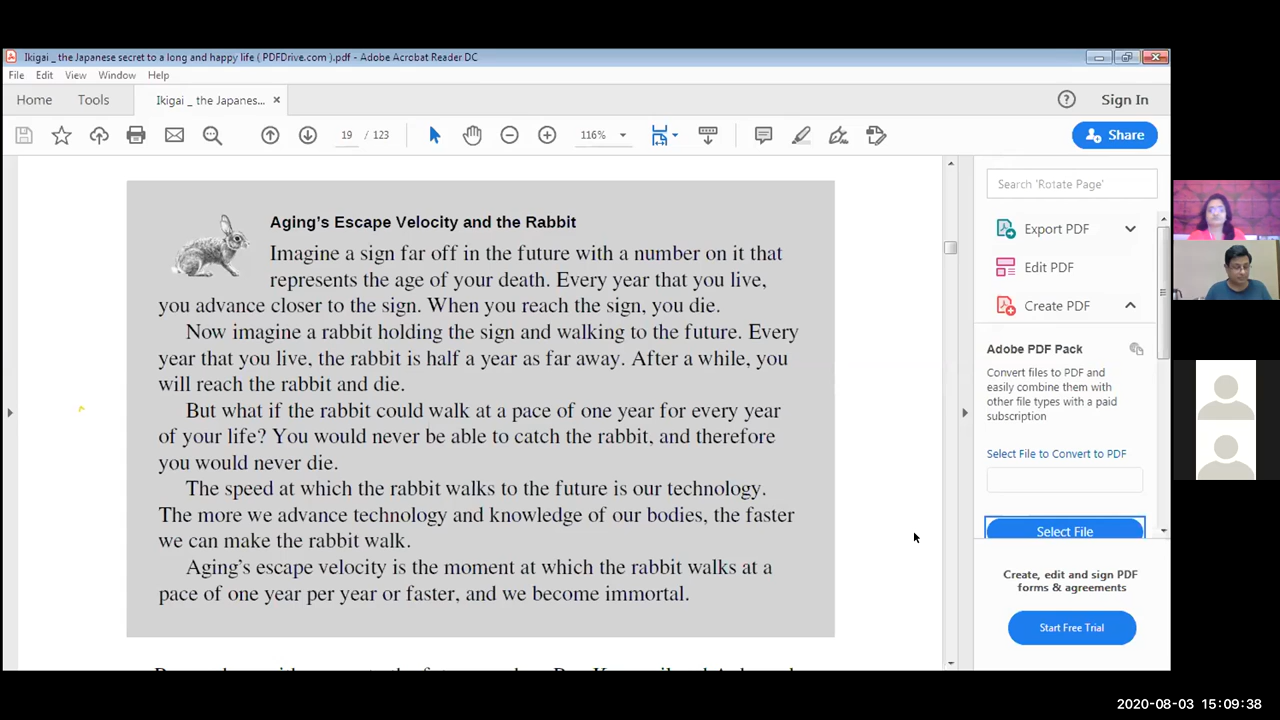 Ikigai _ the Japanese secret to a long and happy life ( PDFDrive.com ).pdf - Adobe Acrobat Reader DC
File Edit View Window Help
Home Tools Ikigai _ the Japanes... × Sign In
19 / 123 116% Share
Aging's Escape Velocity and the Rabbit
Imagine a sign far off in the future with a number on it that
represents the age of your death. Every year that you live,
you advance closer to the sign. When you reach the sign, you die.
Now imagine a rabbit holding the sign and walking to the future. Every
year that you live, the rabbit is half a year as far away. After a while, you
will reach the rabbit and die.
But what if the rabbit could walk at a pace of one year for every year
of your life? You would never be able to catch the rabbit, and therefore
you would never die.
The speed at which the rabbit walks to the future is our technology.
The more we advance technology and knowledge of our bodies, the faster
we can make the rabbit walk.
Aging's escape velocity is the moment at which the rabbit walks at a
pace of one year per year or faster, and we become immortal.
Search 'Rotate Page'
Export PDF
Edit PDF
Create PDF
Adobe PDF Pack
Convert files to PDF and
easily combine them with
other file types with a paid
subscription
Select File to Convert to PDF
Select File
Create, edit and sign PDF
forms & agreements
Start Free Trial
2020-08-03 15:09:38